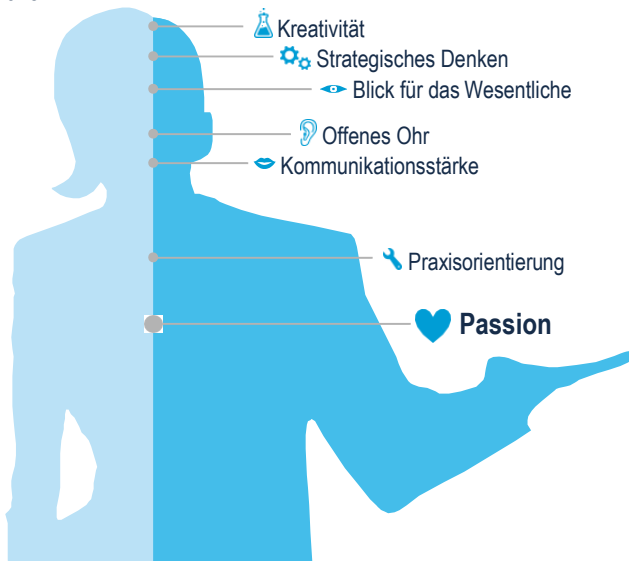 Kreativität
Strategisches Denken
Blick für das Wesentliche
Offenes Ohr
Kommunikationsstärke
Praxisorientierung
Passion